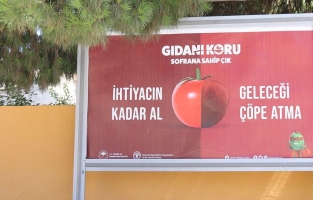 GIDANI KORU
SOFRANA SAHİP ÇIK
İHTİYACIN
KADAR AL
GELECEĞİ
ÇÖPE ATMA